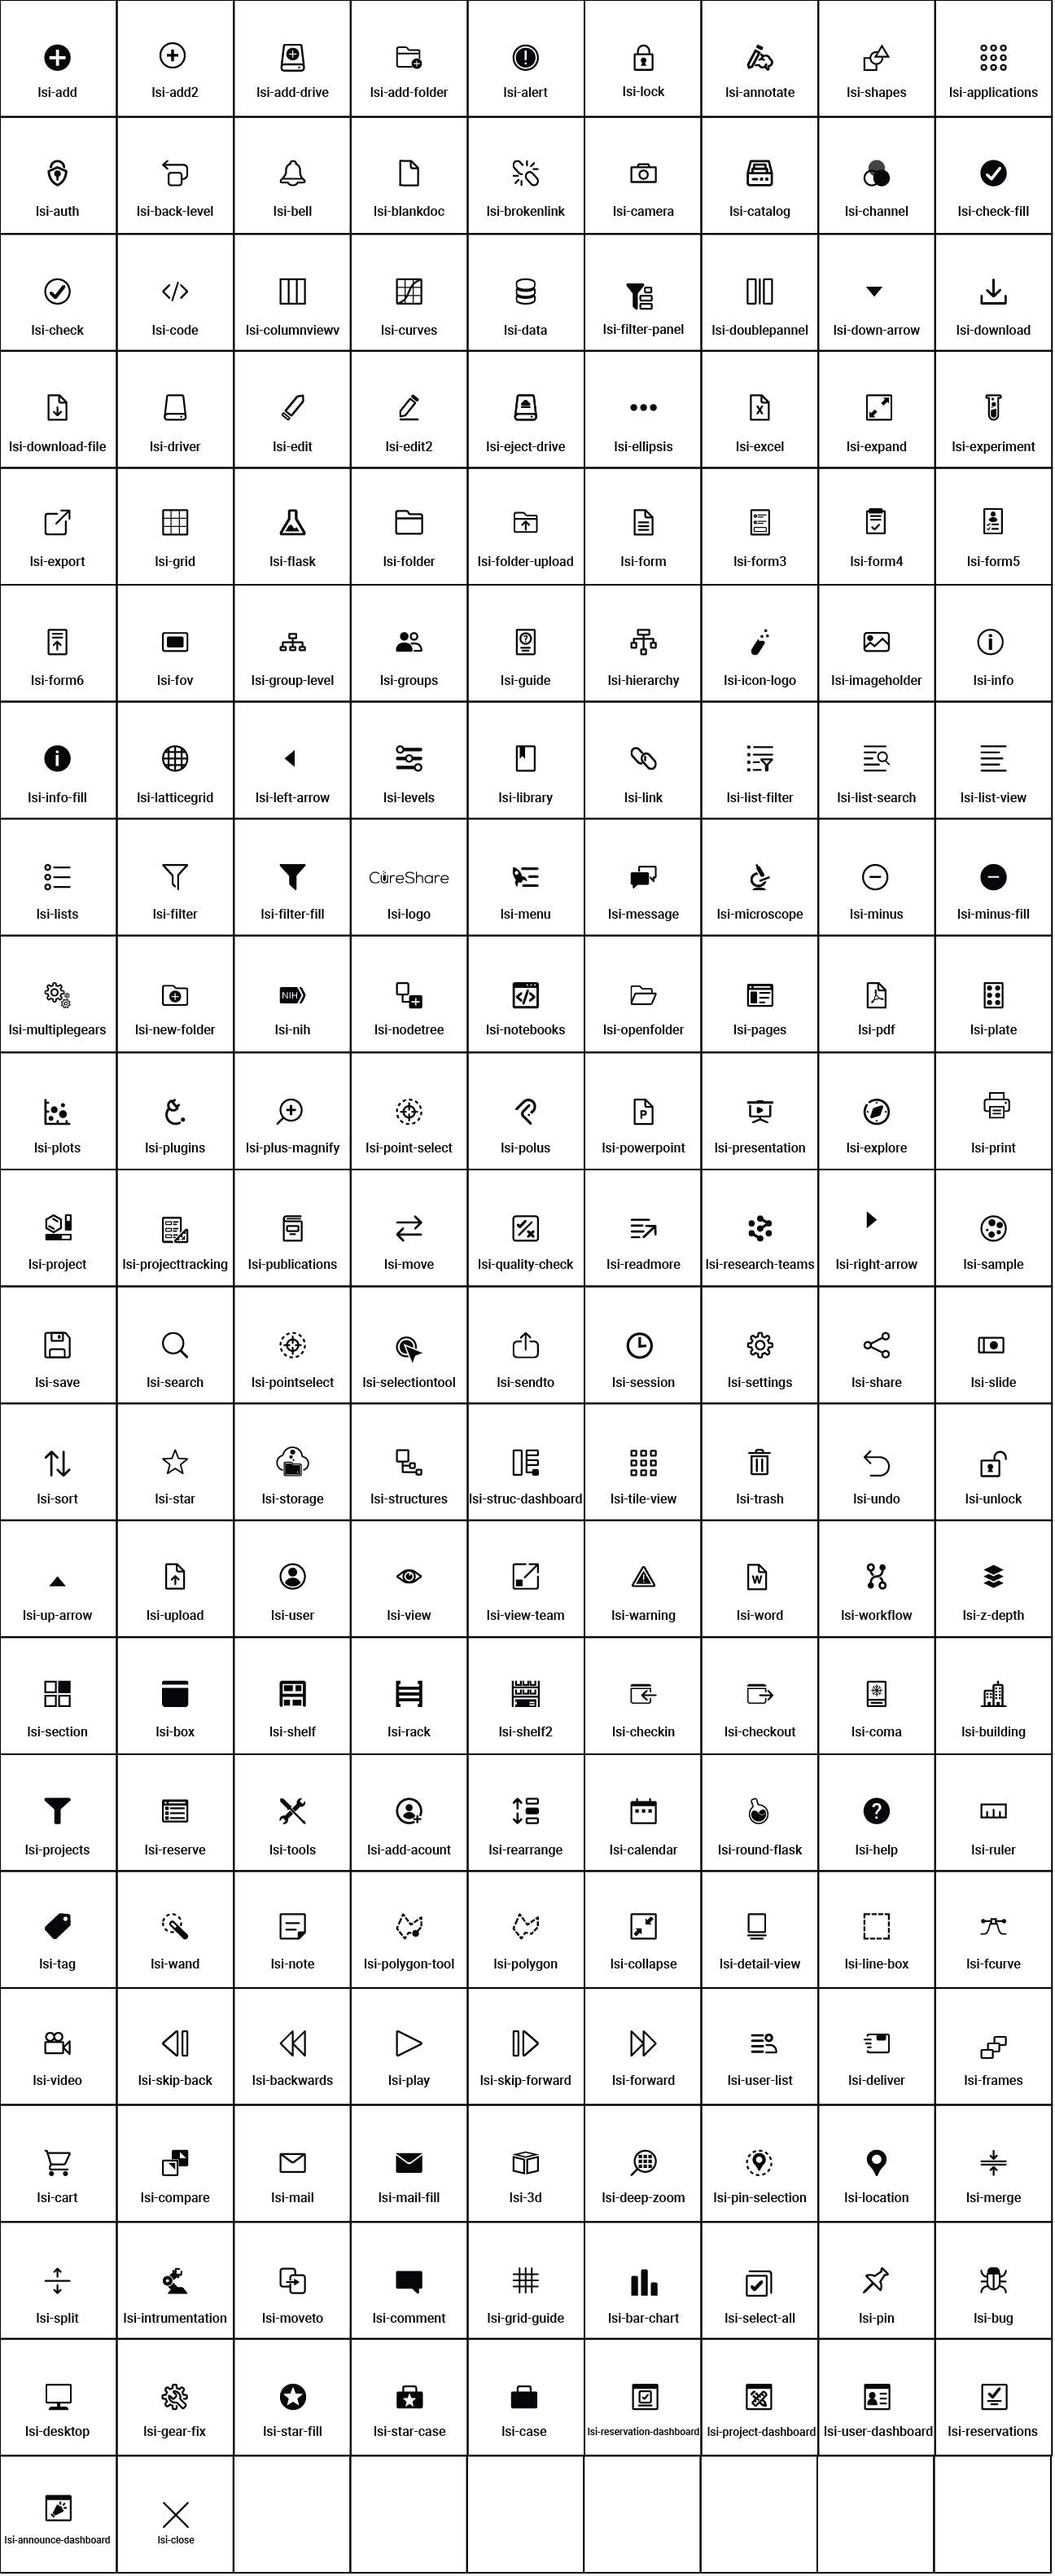 lsi-add lsi-add2 lsi-add-drive lsi-add-folder lsi-alert lsi-lock lsi-annotate lsi-shapes lsi-applications
lsi-auth lsi-back-level lsi-bell lsi-blankdoc lsi-brokenlink lsi-camera lsi-catalog lsi-channel lsi-check-fill
lsi-check lsi-code lsi-columnviewv lsi-curves lsi-data lsi-filter-panel lsi-doublepannel lsi-down-arrow lsi-download
X
lsi-download-file lsi-driver lsi-edit lsi-edit2 lsi-eject-drive lsi-ellipsis lsi-excel lsi-expand lsi-experiment
lsi-export lsi-grid lsi-flask lsi-folder lsi-folder-upload lsi-form lsi-form3 lsi-form4 lsi-form5
lsi-form6 lsi-fov lsi-group-level lsi-groups lsi-guide lsi-hierarchy lsi-icon-logo lsi-imageholder lsi-info
lsi-info-fill lsi-latticegrid lsi-left-arrow lsi-levels lsi-library lsi-link lsi-list-filter lsi-list-search lsi-list-view
CureShare
lsi-lists lsi-filter lsi-filter-fill lsi-logo lsi-menu lsi-message lsi-microscope lsi-minus lsi-minus-fill
NIH
lsi-multiplegears lsi-new-folder lsi-nih lsi-nodetree lsi-notebooks lsi-openfolder lsi-pages lsi-pdf lsi-plate
P
lsi-plots lsi-plugins lsi-plus-magnify lsi-point-select lsi-polus lsi-powerpoint lsi-presentation lsi-explore lsi-print
lsi-project lsi-projecttracking lsi-publications lsi-move lsi-quality-check lsi-readmore lsi-research-teams lsi-right-arrow lsi-sample
lsi-save lsi-search lsi-pointselect lsi-selectiontool lsi-sendto lsi-session lsi-settings lsi-share lsi-slide
lsi-sort lsi-star lsi-storage lsi-structures lsi-struc-dashboard lsi-tile-view lsi-trash lsi-undo lsi-unlock
W
lsi-up-arrow lsi-upload lsi-user lsi-view lsi-view-team lsi-warning lsi-word lsi-workflow lsi-z-depth
lsi-section lsi-box lsi-shelf lsi-rack lsi-shelf2 lsi-checkin lsi-checkout lsi-coma lsi-building
lsi-projects lsi-reserve lsi-tools lsi-add-acount lsi-rearrange lsi-calendar lsi-round-flask lsi-help lsi-ruler
lsi-tag lsi-wand lsi-note lsi-polygon-tool lsi-polygon lsi-collapse lsi-detail-view lsi-line-box lsi-fcurve
lsi-video lsi-skip-back lsi-backwards lsi-play lsi-skip-forward lsi-forward lsi-user-list lsi-deliver lsi-frames
lsi-cart lsi-compare lsi-mail lsi-mail-fill lsi-3d lsi-deep-zoom lsi-pin-selection lsi-location lsi-merge
lsi-split lsi-intrumentation lsi-moveto lsi-comment lsi-grid-guide lsi-bar-chart lsi-select-all lsi-pin lsi-bug
lsi-desktop lsi-gear-fix lsi-star-fill lsi-star-case lsi-case lsi-reservation-dashboard lsi-project-dashboard lsi-user-dashboard lsi-reservations
lsi-announce-dashboard lsi-close